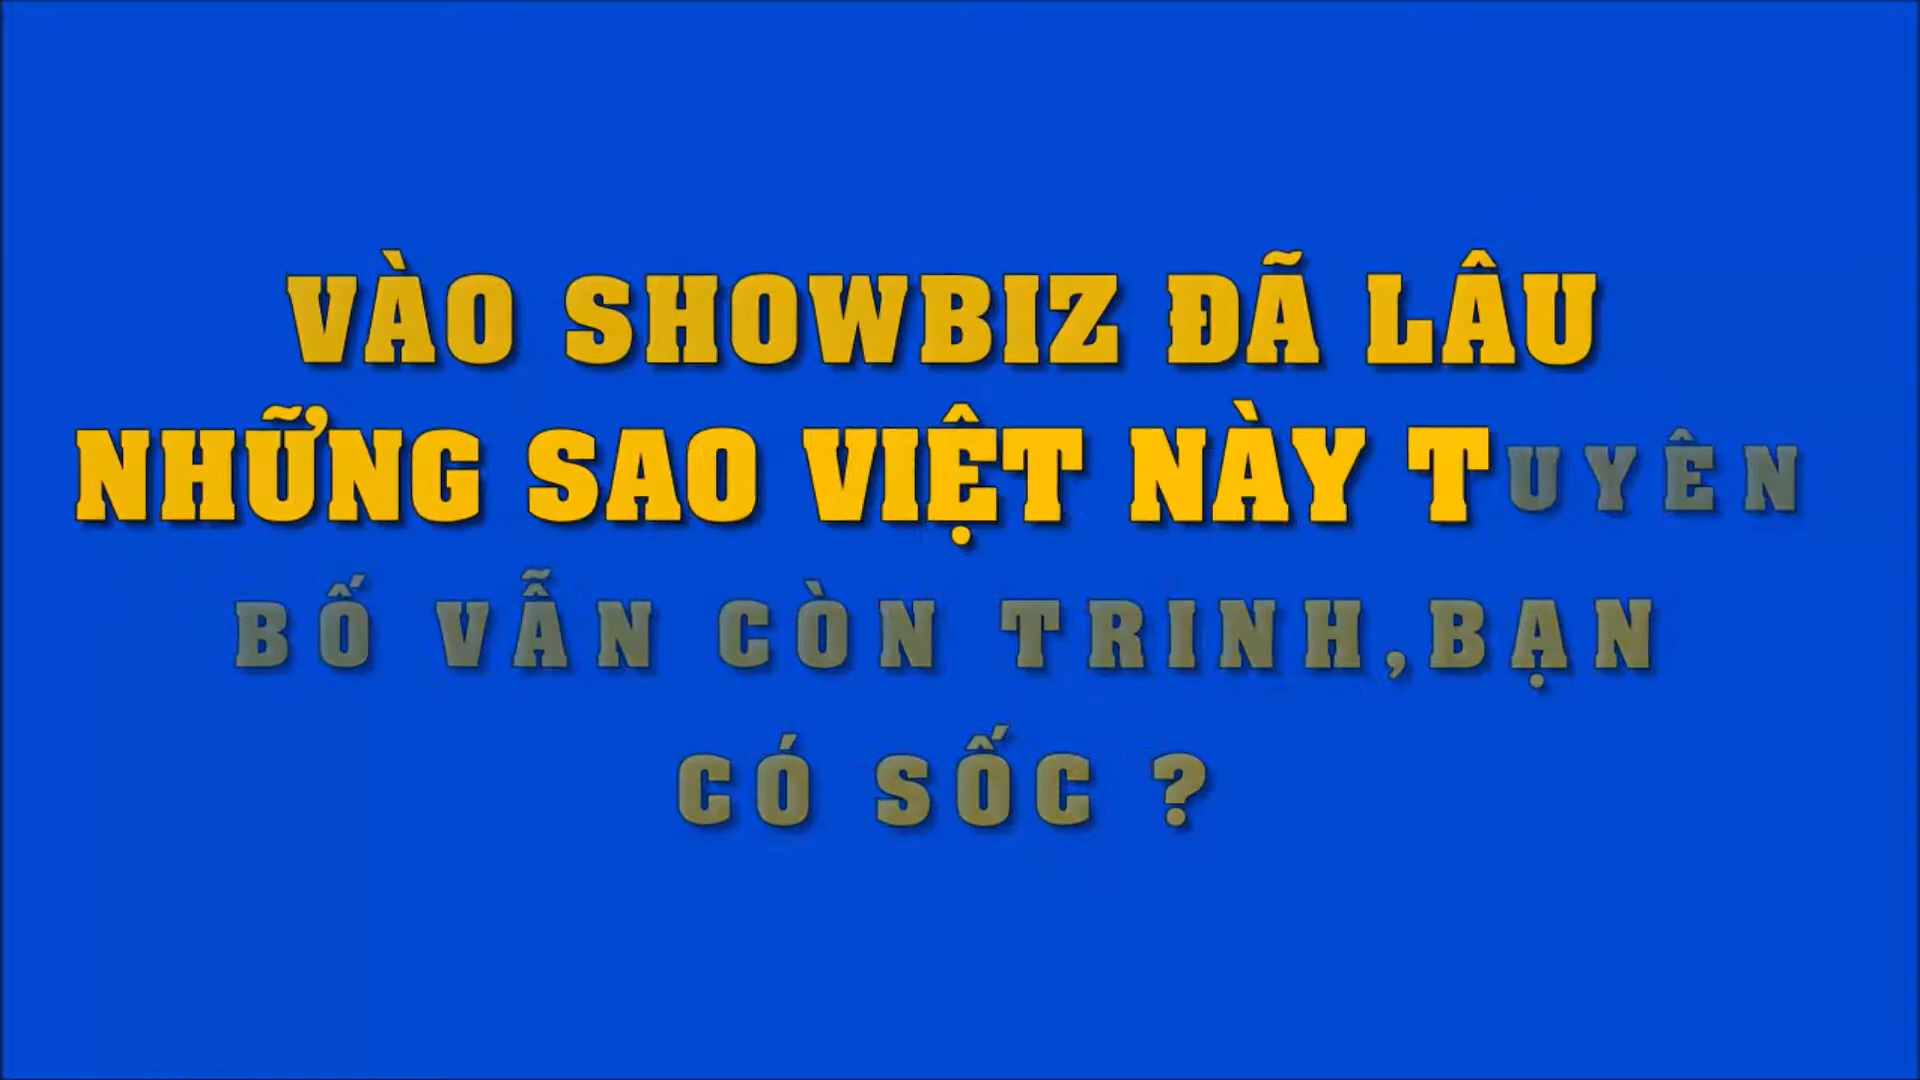 VÀO SHOWBIZ ĐÃ LÂU
NHỮNG SAO VIỆT NÀY TUYÊN
BỐ VẪN CÒN TRINH,BẠN
CÓ SỐC ?